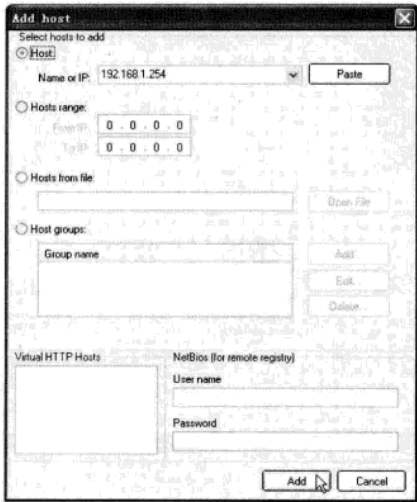 Add host
Select hosts to add
Host:
Name or IP: 192.168.1.254 Paste
Hosts range:
From IP: 0 . 0 . 0 . 0
To IP: 0 . 0 . 0 . 0
Hosts from file:
Open File
Host groups:
Group name
Add
Edit...
Delete...
Virtual HTTP Hosts
NetBios (for remote registry)
User name
Password
Add Cancel